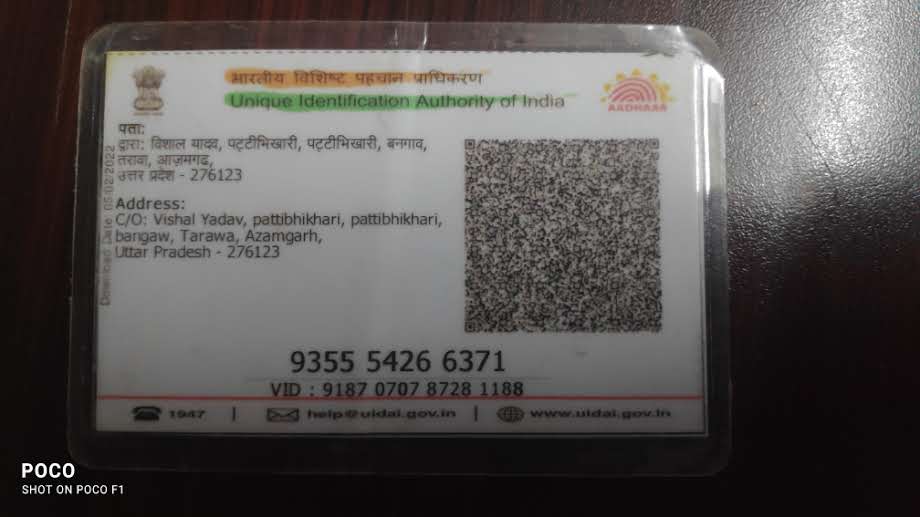 भारतीय विशिष्ट पहचान प्राधिकरण
Unique Identification Authority of India
AADHAAR
पता:
द्वारा: विशाल यादव, पट्टीभिखारी, पट्टीभिखारी, बनगाव,
तरावा, आज़मगढ,
उत्तर प्रदेश - 276123
Address:
C/O: Vishal Yadav, pattibhikhari, pattibhikhari,
bangaw, Tarawa, Azamgarh,
Uttar Pradesh - 276123
Download Date: 05/02/2022
9355 5426 6371
VID : 9187 0707 8728 1188
1947 | help@uidai.gov.in | www.uidai.gov.in
POCO
SHOT ON POCO F1